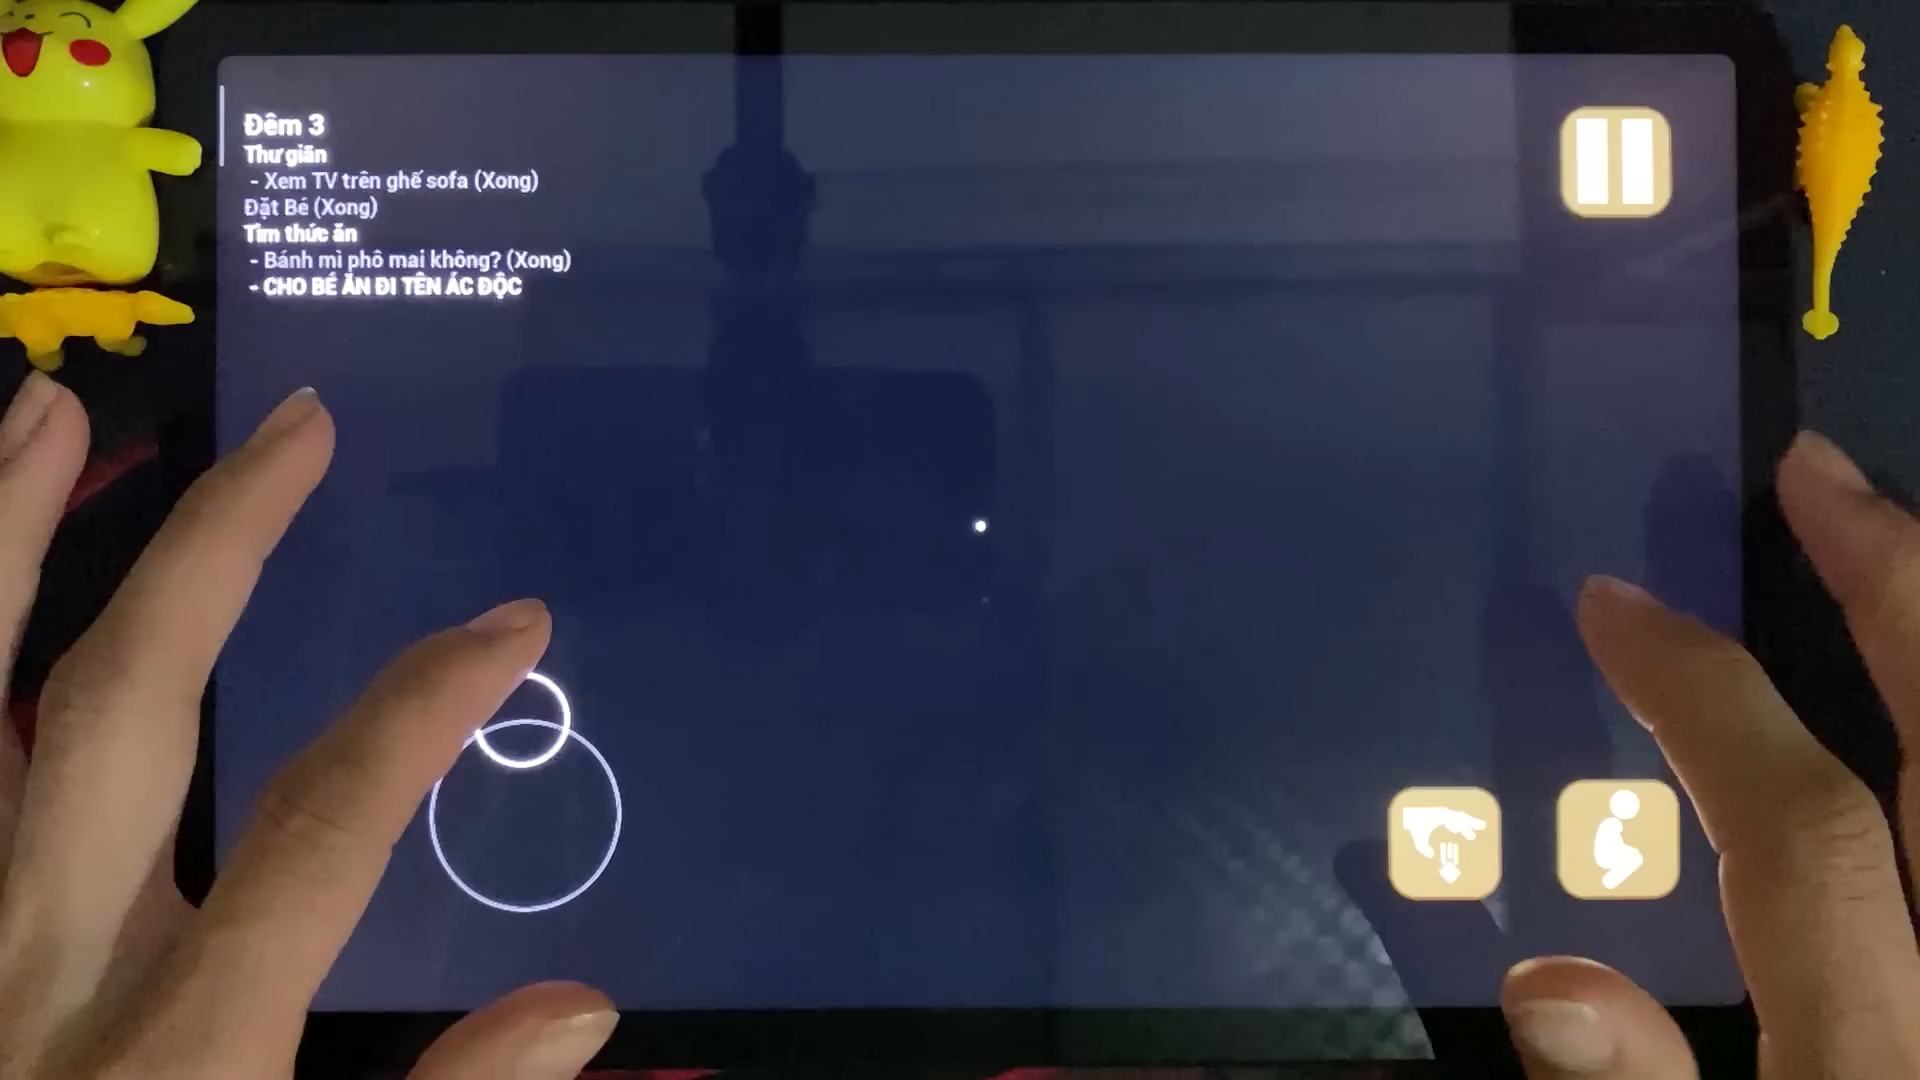 Đêm 3
Thư giãn
- Xem TV trên ghế sofa (Xong)
Đặt Bé (Xong)
Tìm thức ăn
- Bánh mì phô mai không? (Xong)
- CHO BÉ ĂN ĐI TÊN ÁC ĐỘC